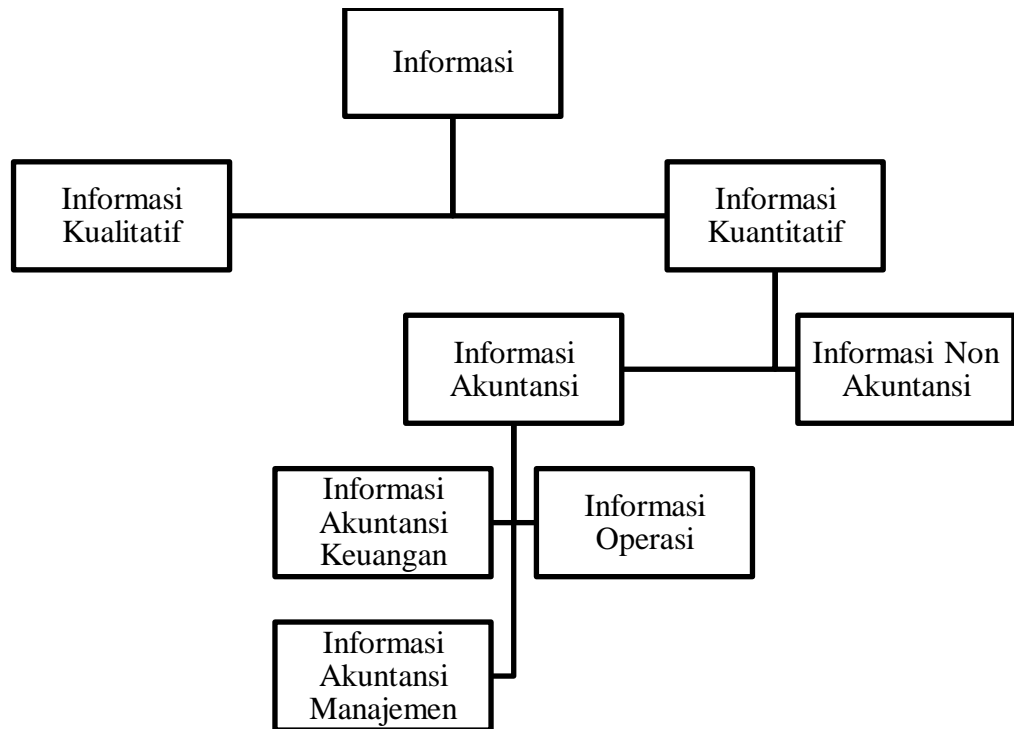 Informasi
Informasi
Kualitatif
Informasi
Kuantitatif
Informasi
Akuntansi
Informasi Non
Akuntansi
Informasi
Akuntansi
Keuangan
Informasi
Operasi
Informasi
Akuntansi
Manajemen